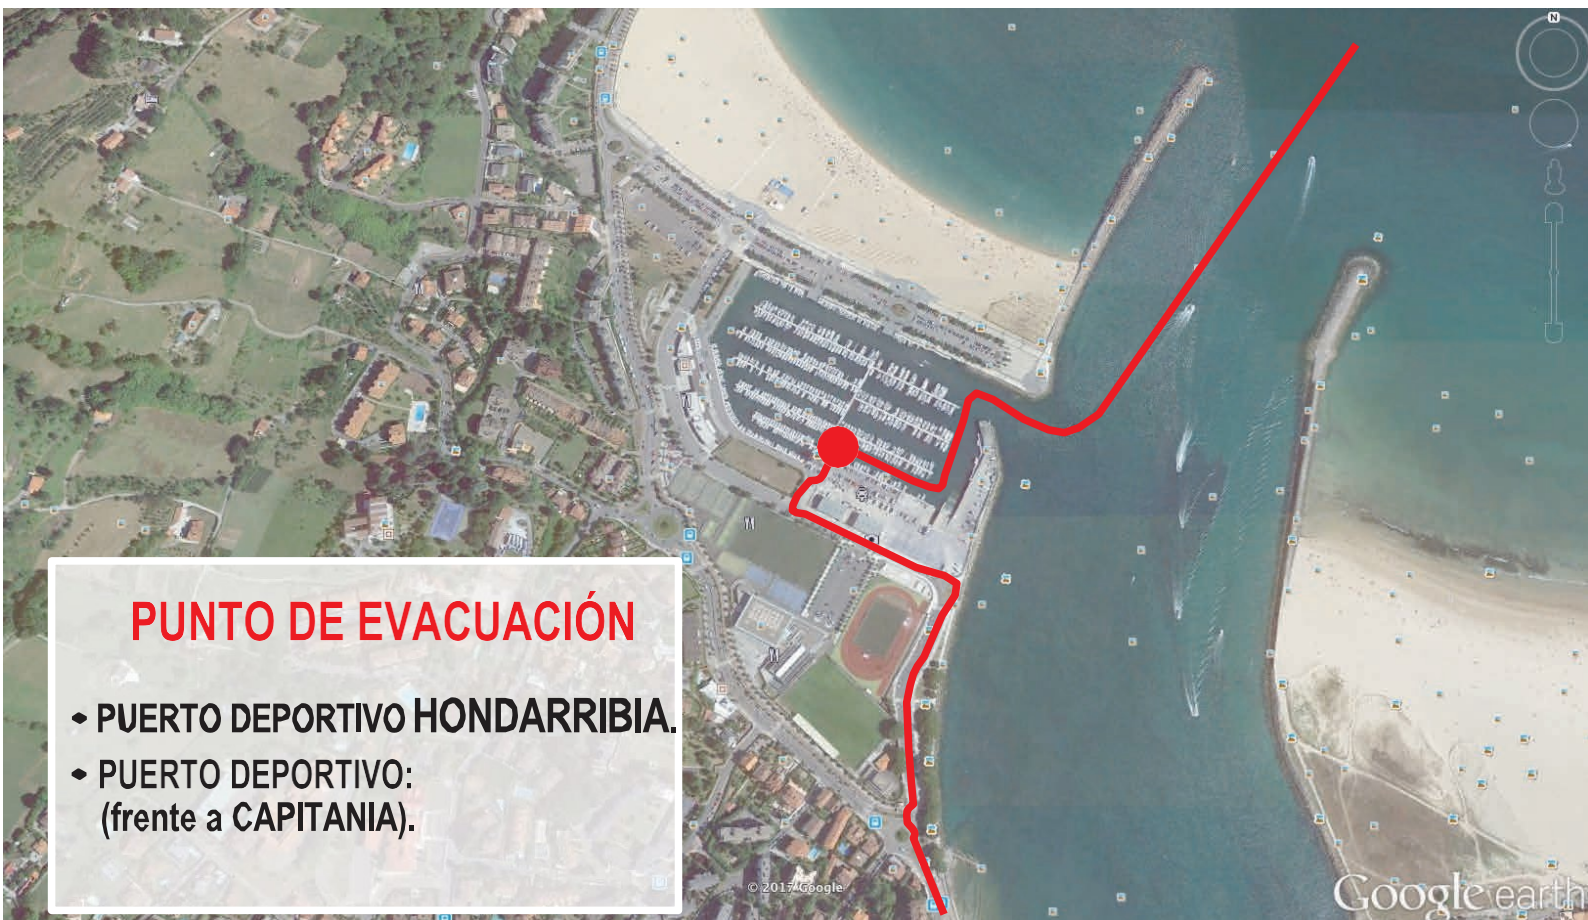 N
PUNTO DE EVACUACIÓN
PUERTO DEPORTIVO HONDARRIBIA.
PUERTO DEPORTIVO:
(frente a CAPITANIA).
© 2017 Google
Google earth